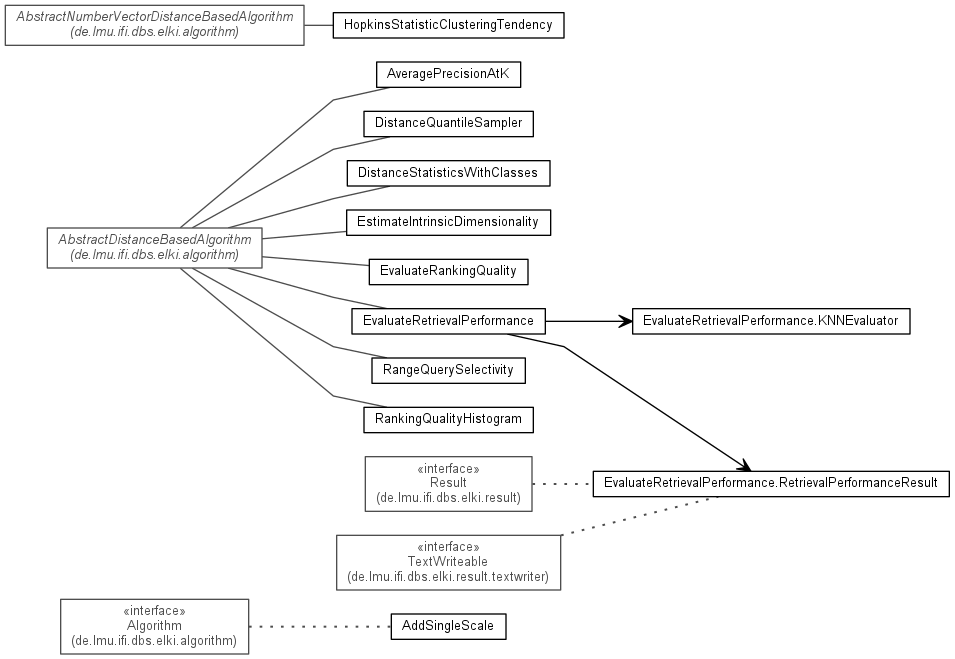 AbstractNumberVectorDistanceBasedAlgorithm
(de.lmu.ifi.dbs.elki.algorithm)
HopkinsStatisticClusteringTendency
AveragePrecisionAtK
DistanceQuantileSampler
DistanceStatisticsWithClasses
EstimateIntrinsicDimensionality
AbstractDistanceBasedAlgorithm
(de.lmu.ifi.dbs.elki.algorithm)
EvaluateRankingQuality
EvaluateRetrievalPerformance
EvaluateRetrievalPerformance.KNNEvaluator
RangeQuerySelectivity
RankingQualityHistogram
«interface»
Result
(de.lmu.ifi.dbs.elki.result)
EvaluateRetrievalPerformance.RetrievalPerformanceResult
«interface»
TextWriteable
(de.lmu.ifi.dbs.elki.result.textwriter)
«interface»
Algorithm
(de.lmu.ifi.dbs.elki.algorithm)
AddSingleScale